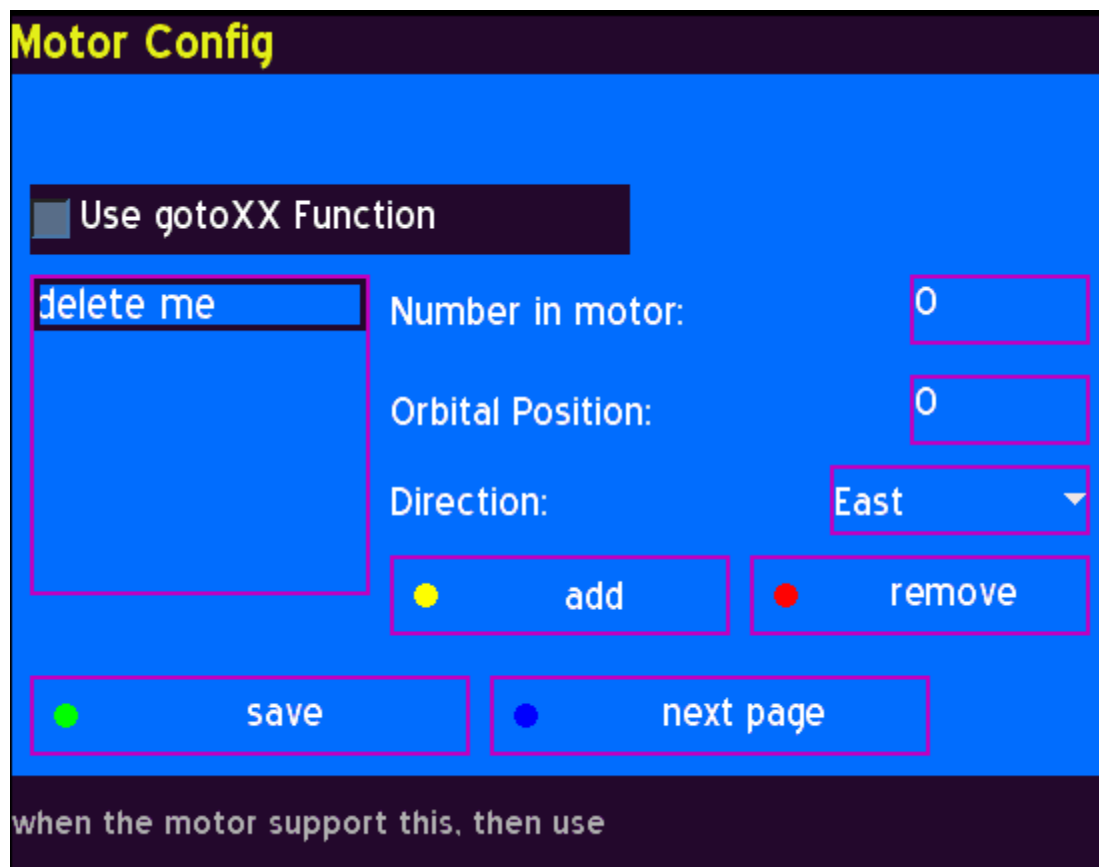 Motor Config
Use gotoXX Function
delete me
Number in motor: 0
Orbital Position: 0
Direction: East
add
remove
save
next page
when the motor support this, then use